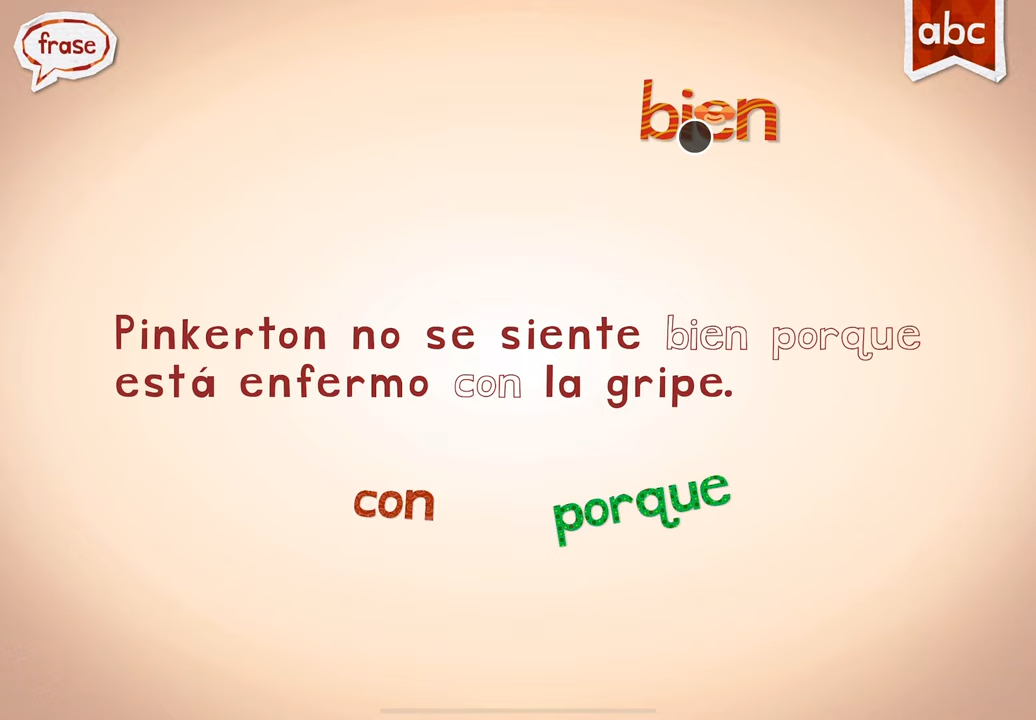 frase
abc
bien
Pinkerton no se siente bien porque
está enfermo con la gripe.
con
porque